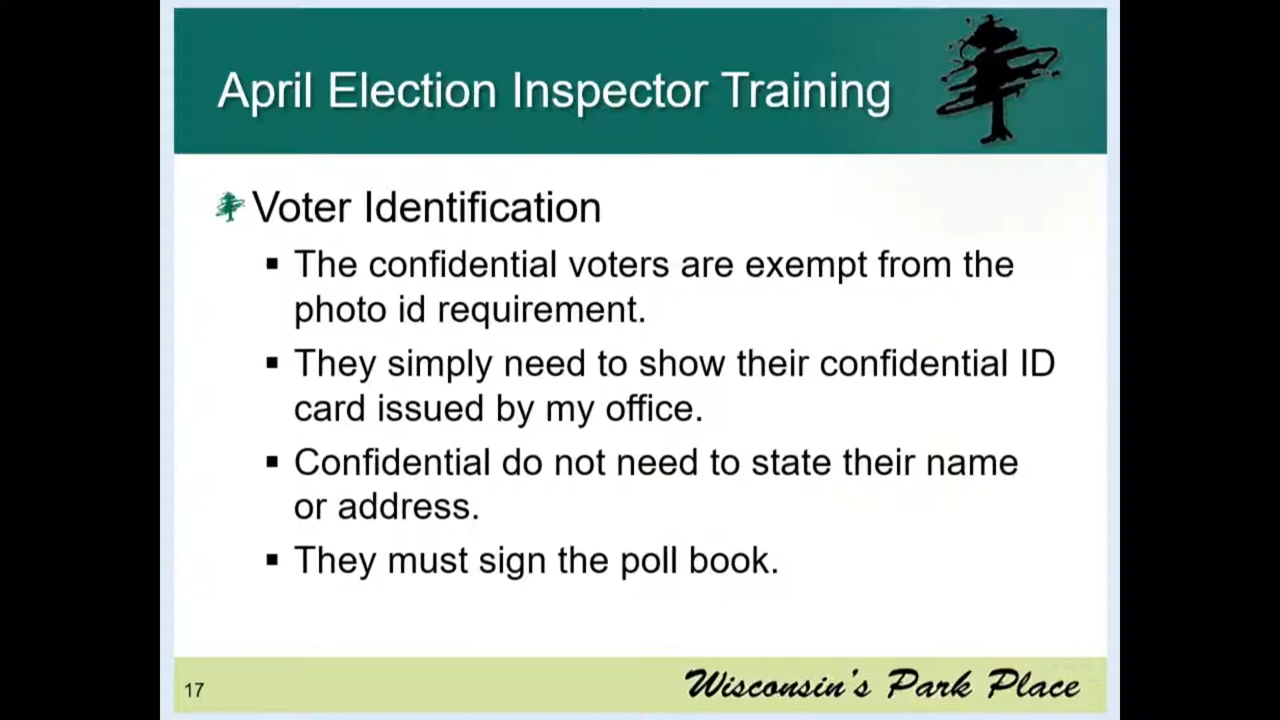 April Election Inspector Training
Voter Identification
▪ The confidential voters are exempt from the
photo id requirement.
▪ They simply need to show their confidential ID
card issued by my office.
▪ Confidential do not need to state their name
or address.
▪ They must sign the poll book.
17
Wisconsin's Park Place